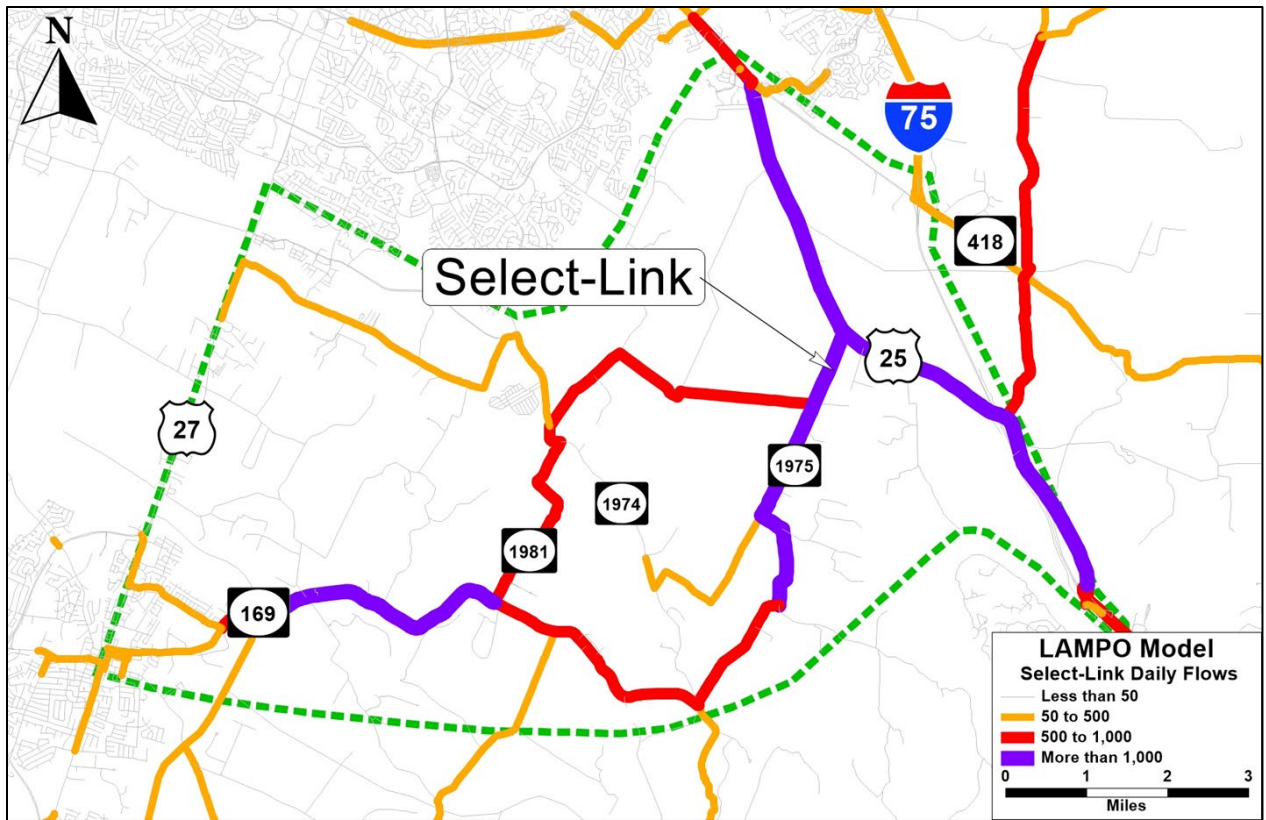 N
75
418
Select-Link
25
27
1975
1974
1981
169
LAMPO Model
Select-Link Daily Flows
Less than 50
50 to 500
500 to 1,000
More than 1,000
0 1 2 3
Miles